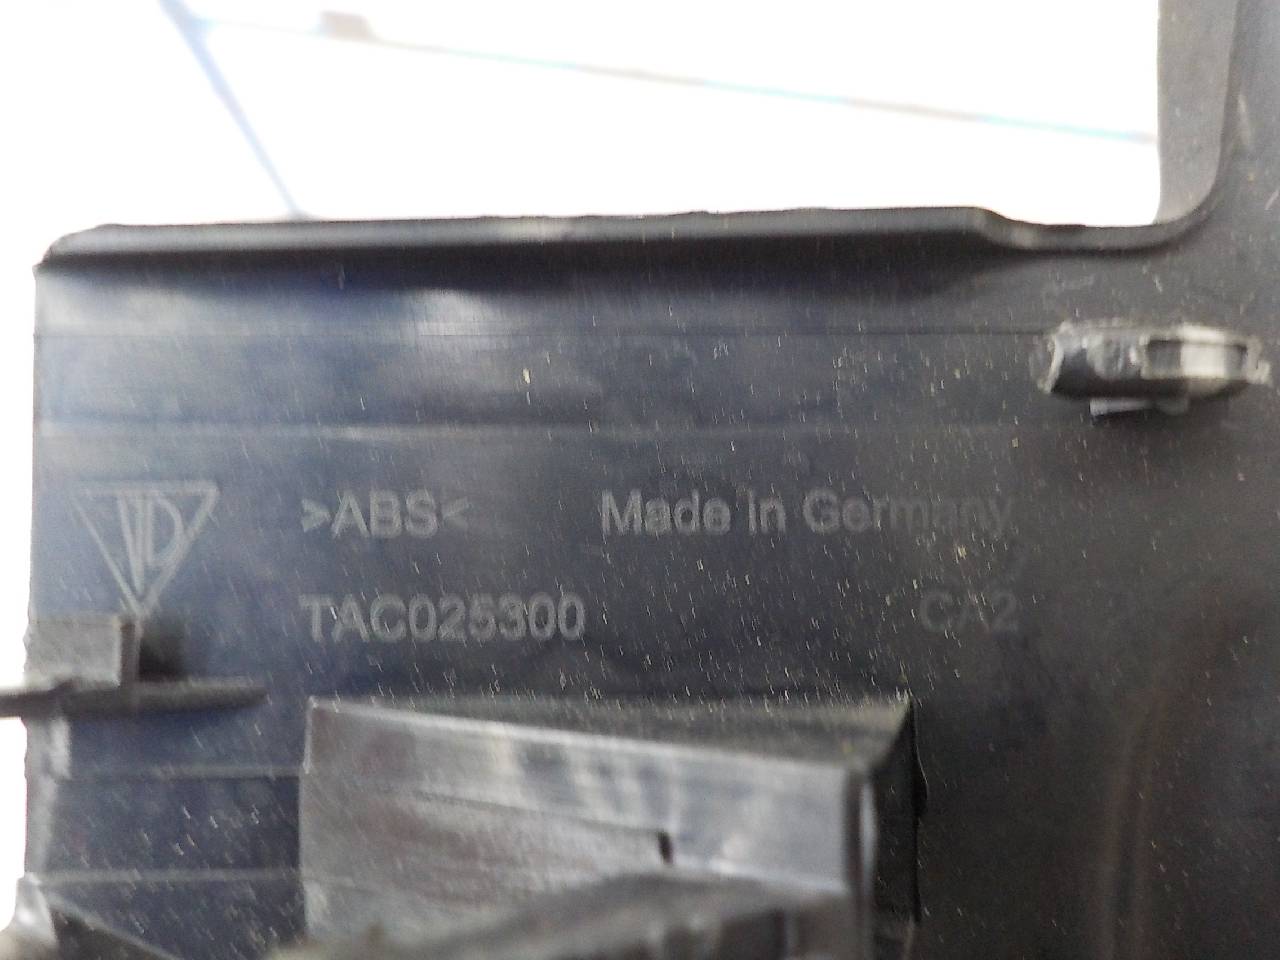 >ABS< Made in Germany
TAC025300 CA2